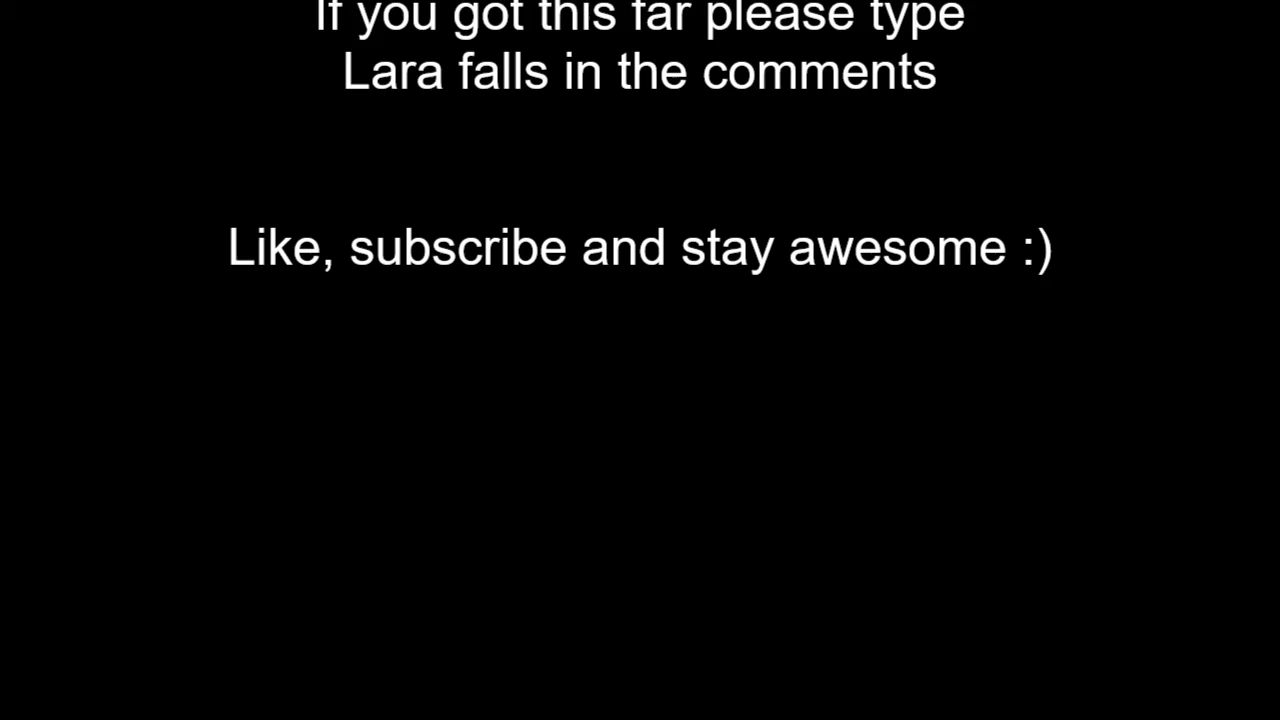 If you got this far please type
Lara falls in the comments
Like, subscribe and stay awesome :)